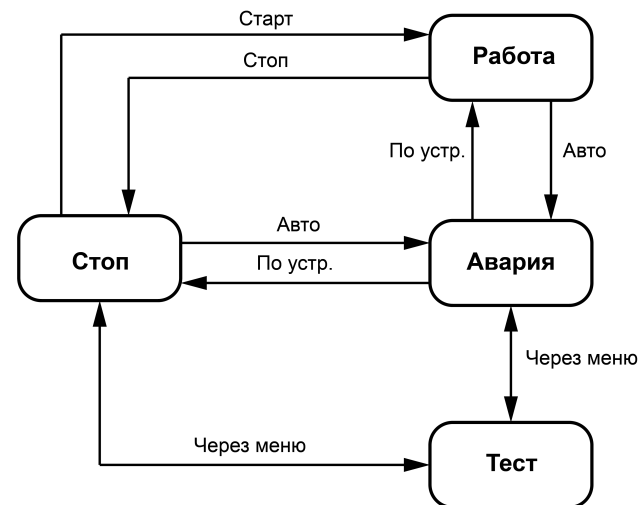 Старт
Работа
Стоп
По устр.
Авто
Авто
Стоп
По устр.
Авария
Через меню
Через меню
Тест